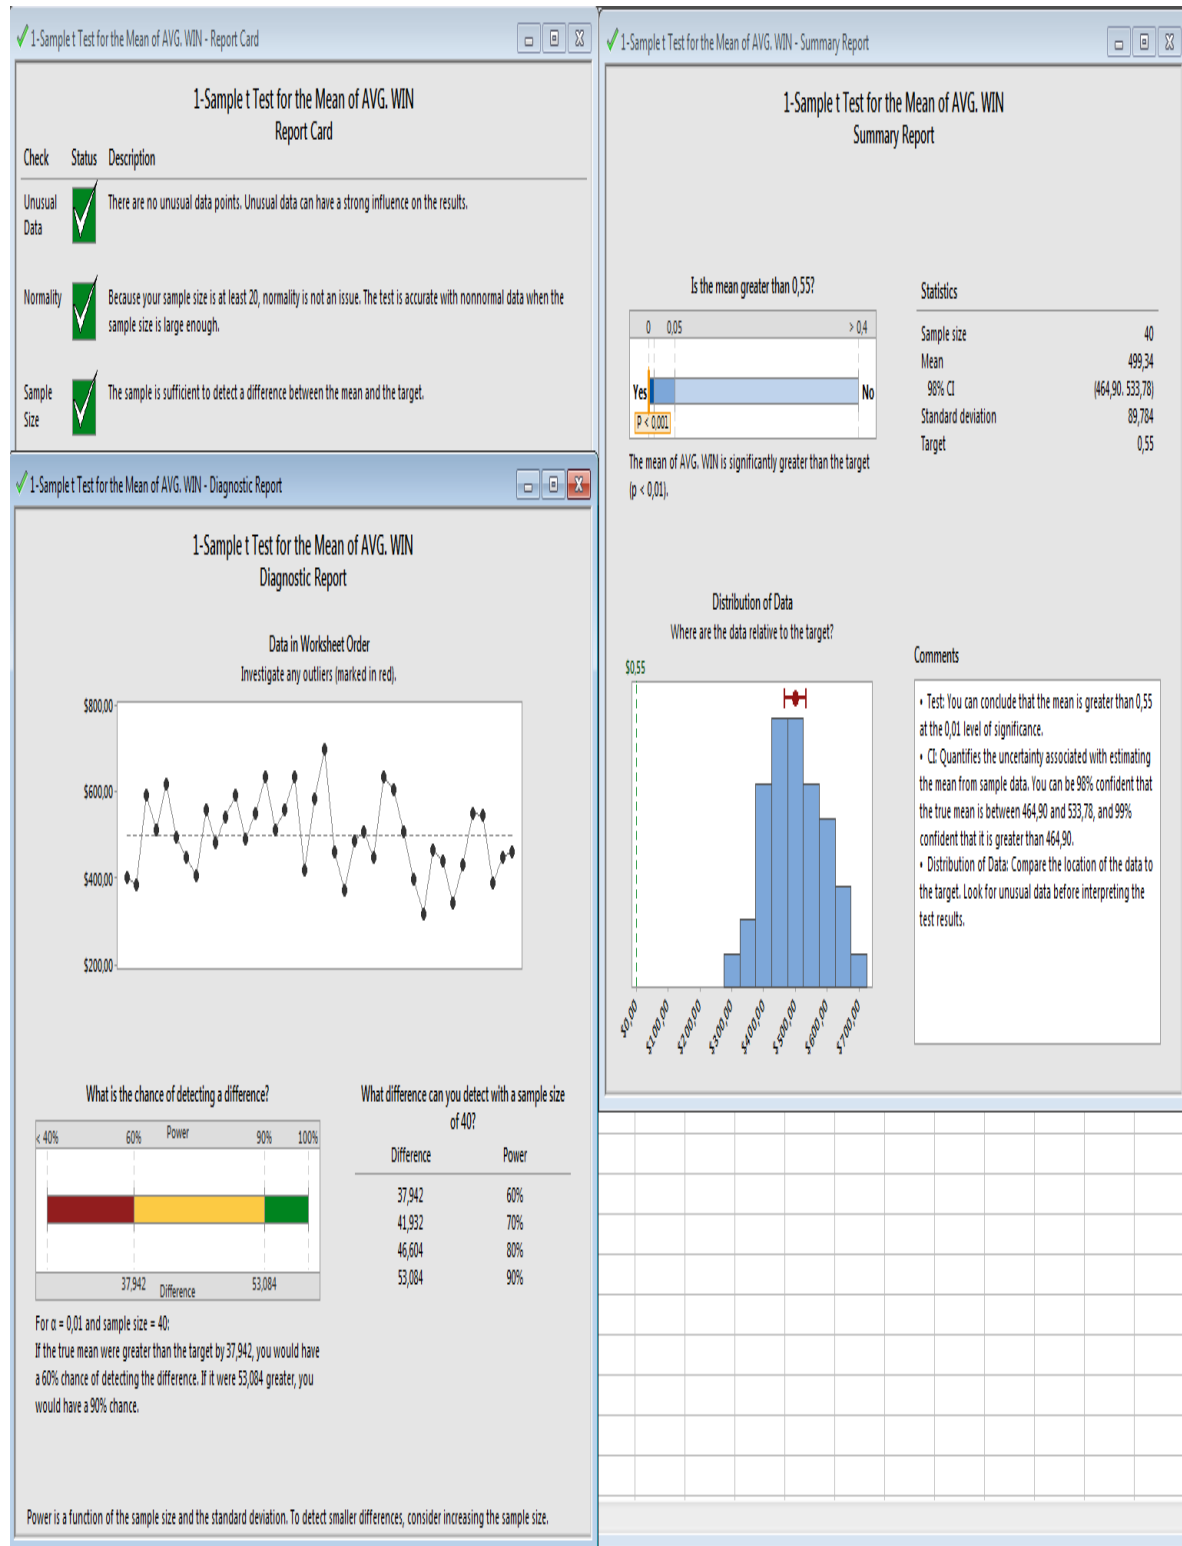 1-Sample t Test for the Mean of AVG. WIN - Report Card
1-Sample t Test for the Mean of AVG. WIN
Report Card
Check Status Description
Unusual Data
There are no unusual data points. Unusual data can have a strong influence on the results.
Normality
Because your sample size is at least 20, normality is not an issue. The test is accurate with nonnormal data when the
sample size is large enough.
Sample Size
The sample is sufficient to detect a difference between the mean and the target.
1-Sample t Test for the Mean of AVG. WIN - Diagnostic Report
1-Sample t Test for the Mean of AVG. WIN
Diagnostic Report
Data in Worksheet Order
Investigate any outliers (marked in red).
$800,00
$600,00
$400,00
$200,00
What is the chance of detecting a difference?
< 40% 60% Power 90% 100%
37,942 Difference 53,084
For α = 0,01 and sample size = 40:
If the true mean were greater than the target by 37,942, you would have
a 60% chance of detecting the difference. If it were 53,084 greater, you
would have a 90% chance.
What difference can you detect with a sample size
of 40?
Difference Power
37,942 60%
41,932 70%
46,604 80%
53,084 90%
Power is a function of the sample size and the standard deviation. To detect smaller differences, consider increasing the sample size.
1-Sample t Test for the Mean of AVG. WIN - Summary Report
1-Sample t Test for the Mean of AVG. WIN
Summary Report
Is the mean greater than 0,55?
0 0,05 > 0,4
Yes No
P < 0,001
The mean of AVG. WIN is significantly greater than the target
(p < 0,01).
Statistics
Sample size 40
Mean 499,34
98% CI (464,90. 533,78)
Standard deviation 89,784
Target 0,55
Distribution of Data
Where are the data relative to the target?
$0,55
$0,00 $100,00 $200,00 $300,00 $400,00 $500,00 $600,00 $700,00
Comments
• Test: You can conclude that the mean is greater than 0,55
at the 0,01 level of significance.
• CI: Quantifies the uncertainty associated with estimating
the mean from sample data. You can be 98% confident that
the true mean is between 464,90 and 533,78, and 99%
confident that it is greater than 464,90.
• Distribution of Data: Compare the location of the data to
the target. Look for unusual data before interpreting the
test results.